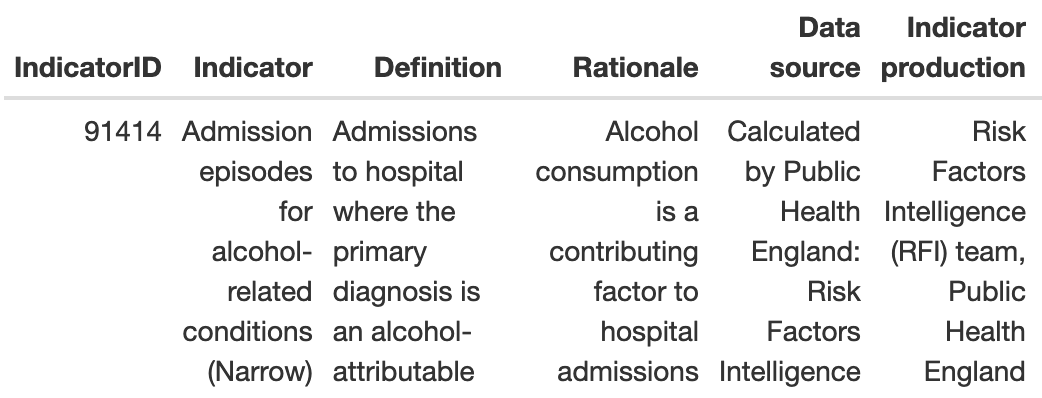 Data Indicator
IndicatorID Indicator Definition Rationale source production
91414 Admission Admissions Alcohol Calculated Risk
episodes to hospital consumption by Public Factors
for where the is a Health Intelligence
alcohol- primary contributing England: (RFI) team,
related diagnosis is factor to Risk Public
conditions an alcohol- hospital Factors Health
(Narrow) attributable admissions Intelligence England